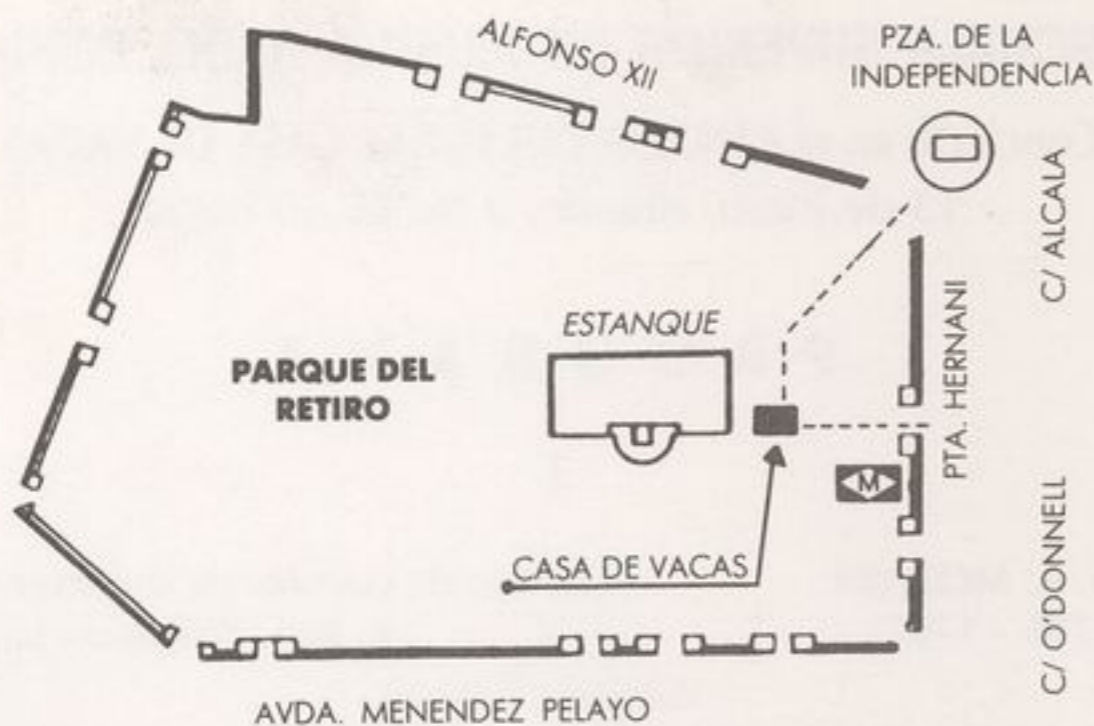 ALFONSO XII
PZA. DE LA
INDEPENDENCIA
C/ ALCALA
ESTANQUE
PARQUE DEL
RETIRO
PTA. HERNANI
M
CASA DE VACAS
C/ O'DONNELL
AVDA. MENENDEZ PELAYO